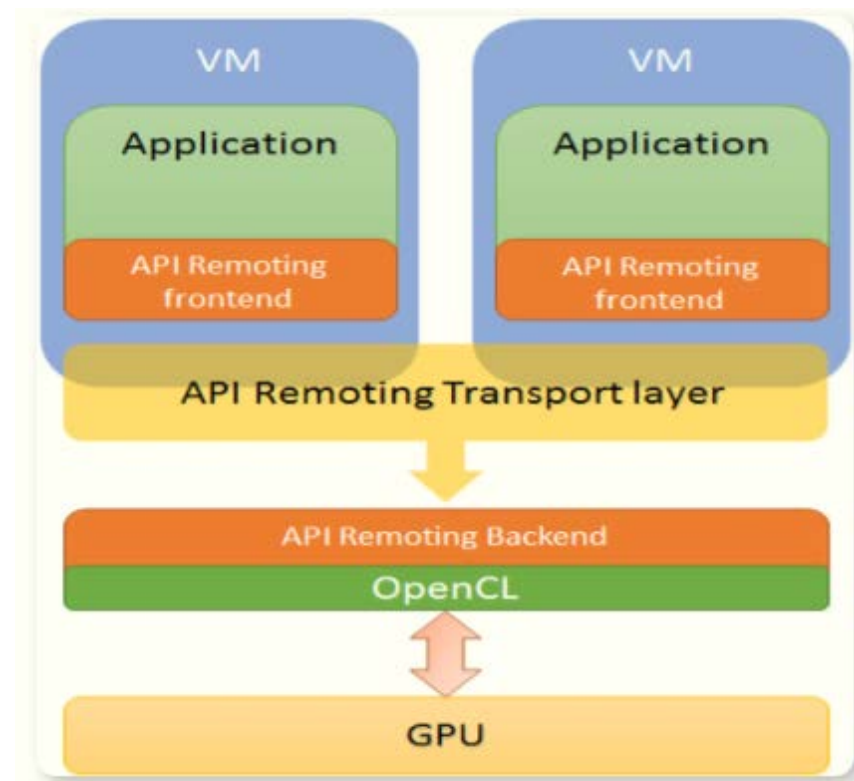 VM
VM
Application
Application
API Remoting
frontend
API Remoting
frontend
API Remoting Transport layer
API Remoting Backend
OpenCL
GPU